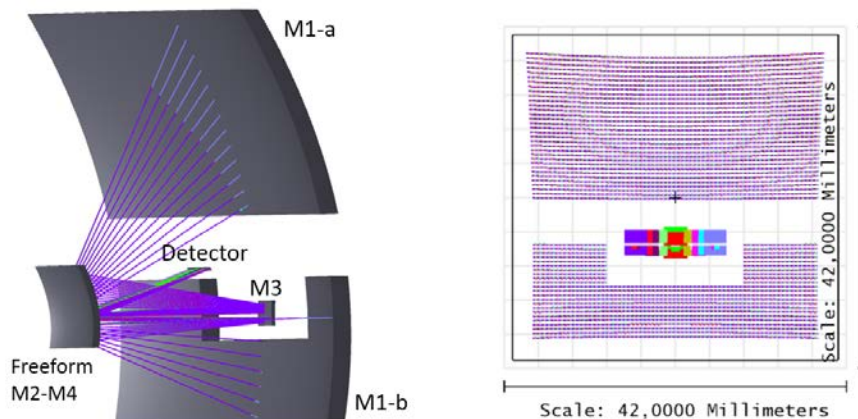 M1-a
Detector
M3
Freeform
M2-M4
M1-b
Scale: 42,0000 Millimeters
Scale: 42,0000 Millimeters